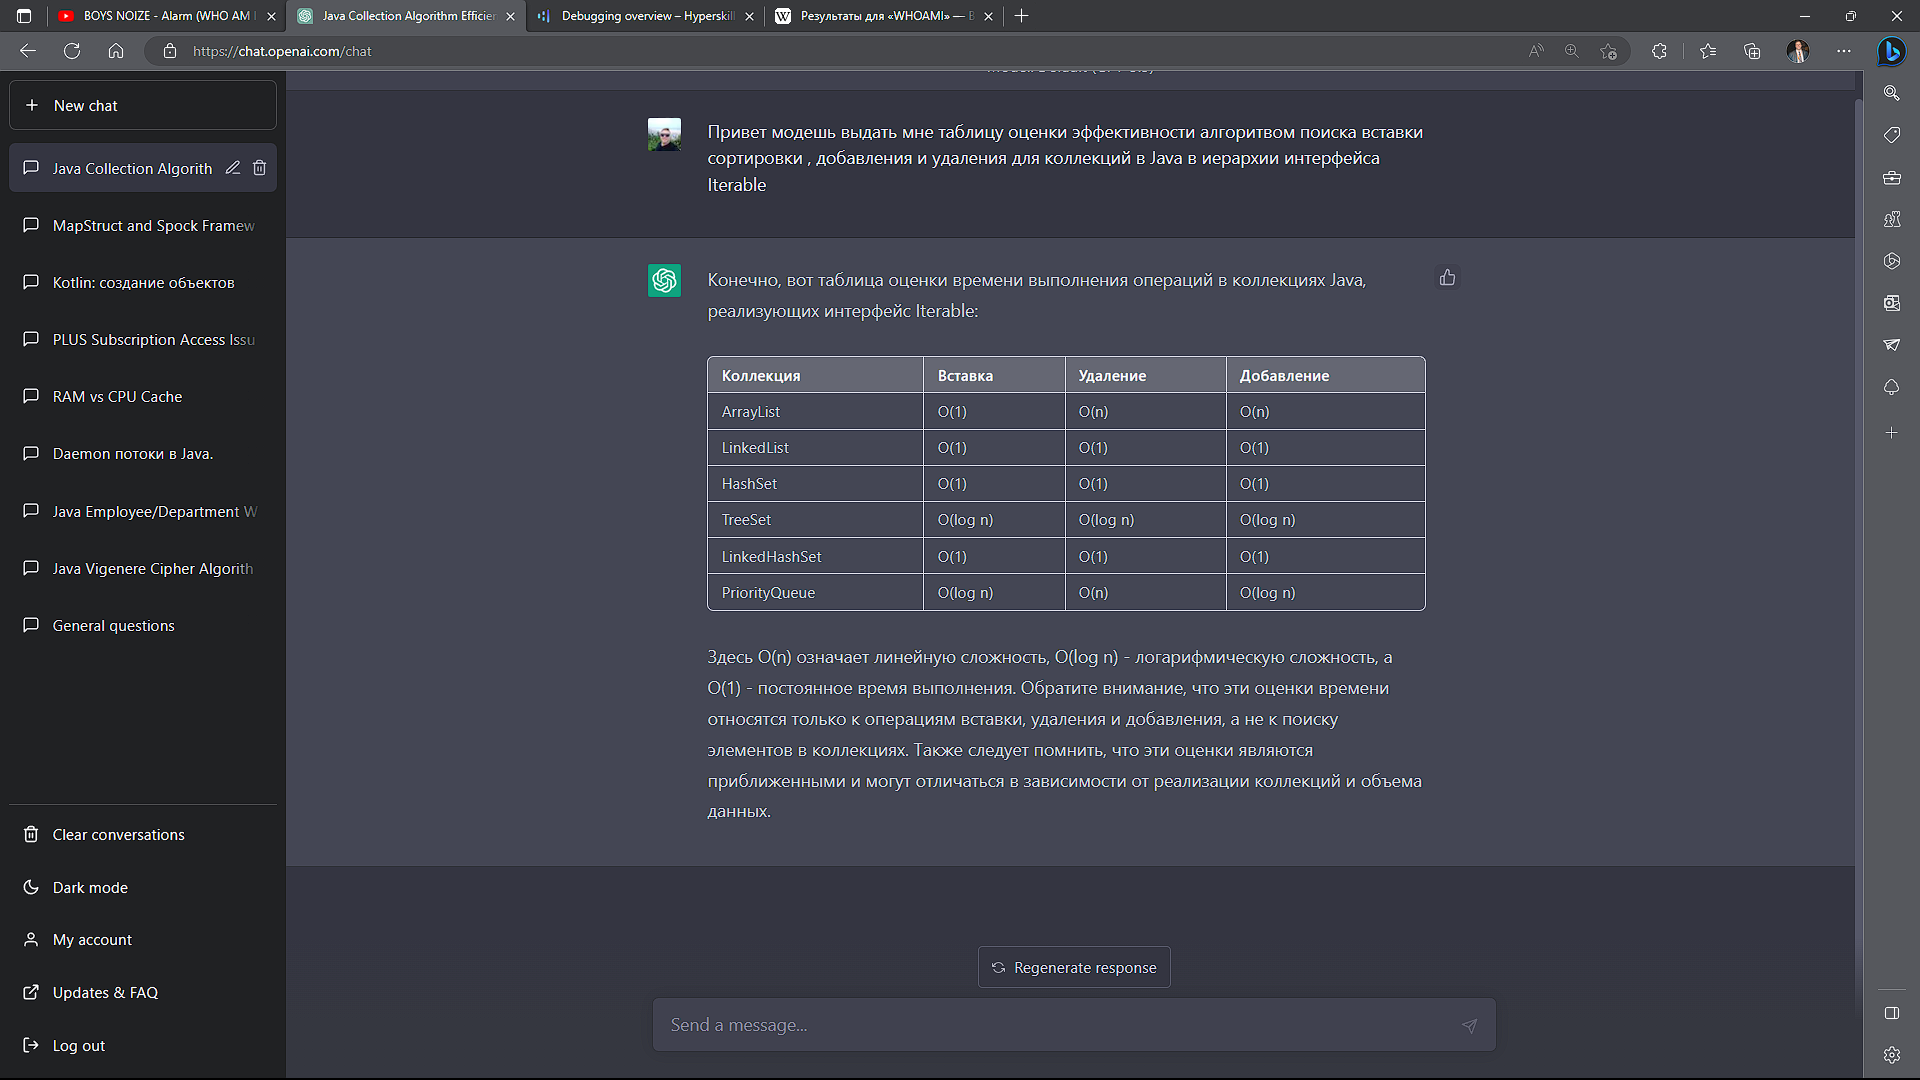 BOYS NOIZE - Alarm (WHO AM I
Java Collection Algorithm Efficien
Debugging overview – Hyperskill
Результаты для «WHOAMI» — В
https://chat.openai.com/chat
New chat
Java Collection Algorith
MapStruct and Spock Framew
Kotlin: создание объектов
PLUS Subscription Access Issu
RAM vs CPU Cache
Daemon потоки в Java.
Java Employee/Department W
Java Vigenere Cipher Algorith
General questions
Clear conversations
Dark mode
My account
Updates & FAQ
Log out
Привет модешь выдать мне таблицу оценки эффективности алгоритвом поиска вставки
сортировки , добавления и удаления для коллекций в Java в иерархии интерфейса
Iterable
Конечно, вот таблица оценки времени выполнения операций в коллекциях Java,
реализующих интерфейс Iterable:
Коллекция Вставка Удаление Добавление
ArrayList O(1) O(n) O(n)
LinkedList O(1) O(1) O(1)
HashSet O(1) O(1) O(1)
TreeSet O(log n) O(log n) O(log n)
LinkedHashSet O(1) O(1) O(1)
PriorityQueue O(log n) O(n) O(log n)
Здесь O(n) означает линейную сложность, O(log n) - логарифмическую сложность, а
O(1) - постоянное время выполнения. Обратите внимание, что эти оценки времени
относятся только к операциям вставки, удаления и добавления, а не к поиску
элементов в коллекциях. Также следует помнить, что эти оценки являются
приближенными и могут отличаться в зависимости от реализации коллекций и объема
данных.
Regenerate response
Send a message...